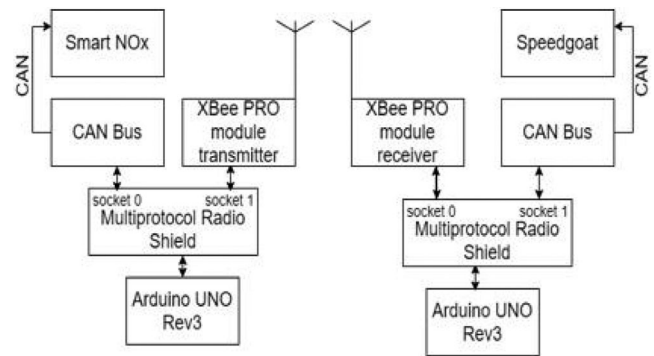 Smart NOx
CAN
CAN Bus
XBee PRO
module
transmitter
socket 0
socket 1
Multiprotocol Radio
Shield
Arduino UNO
Rev3
XBee PRO
module
receiver
Speedgoat
CAN
CAN Bus
socket 0
socket 1
Multiprotocol Radio
Shield
Arduino UNO
Rev3